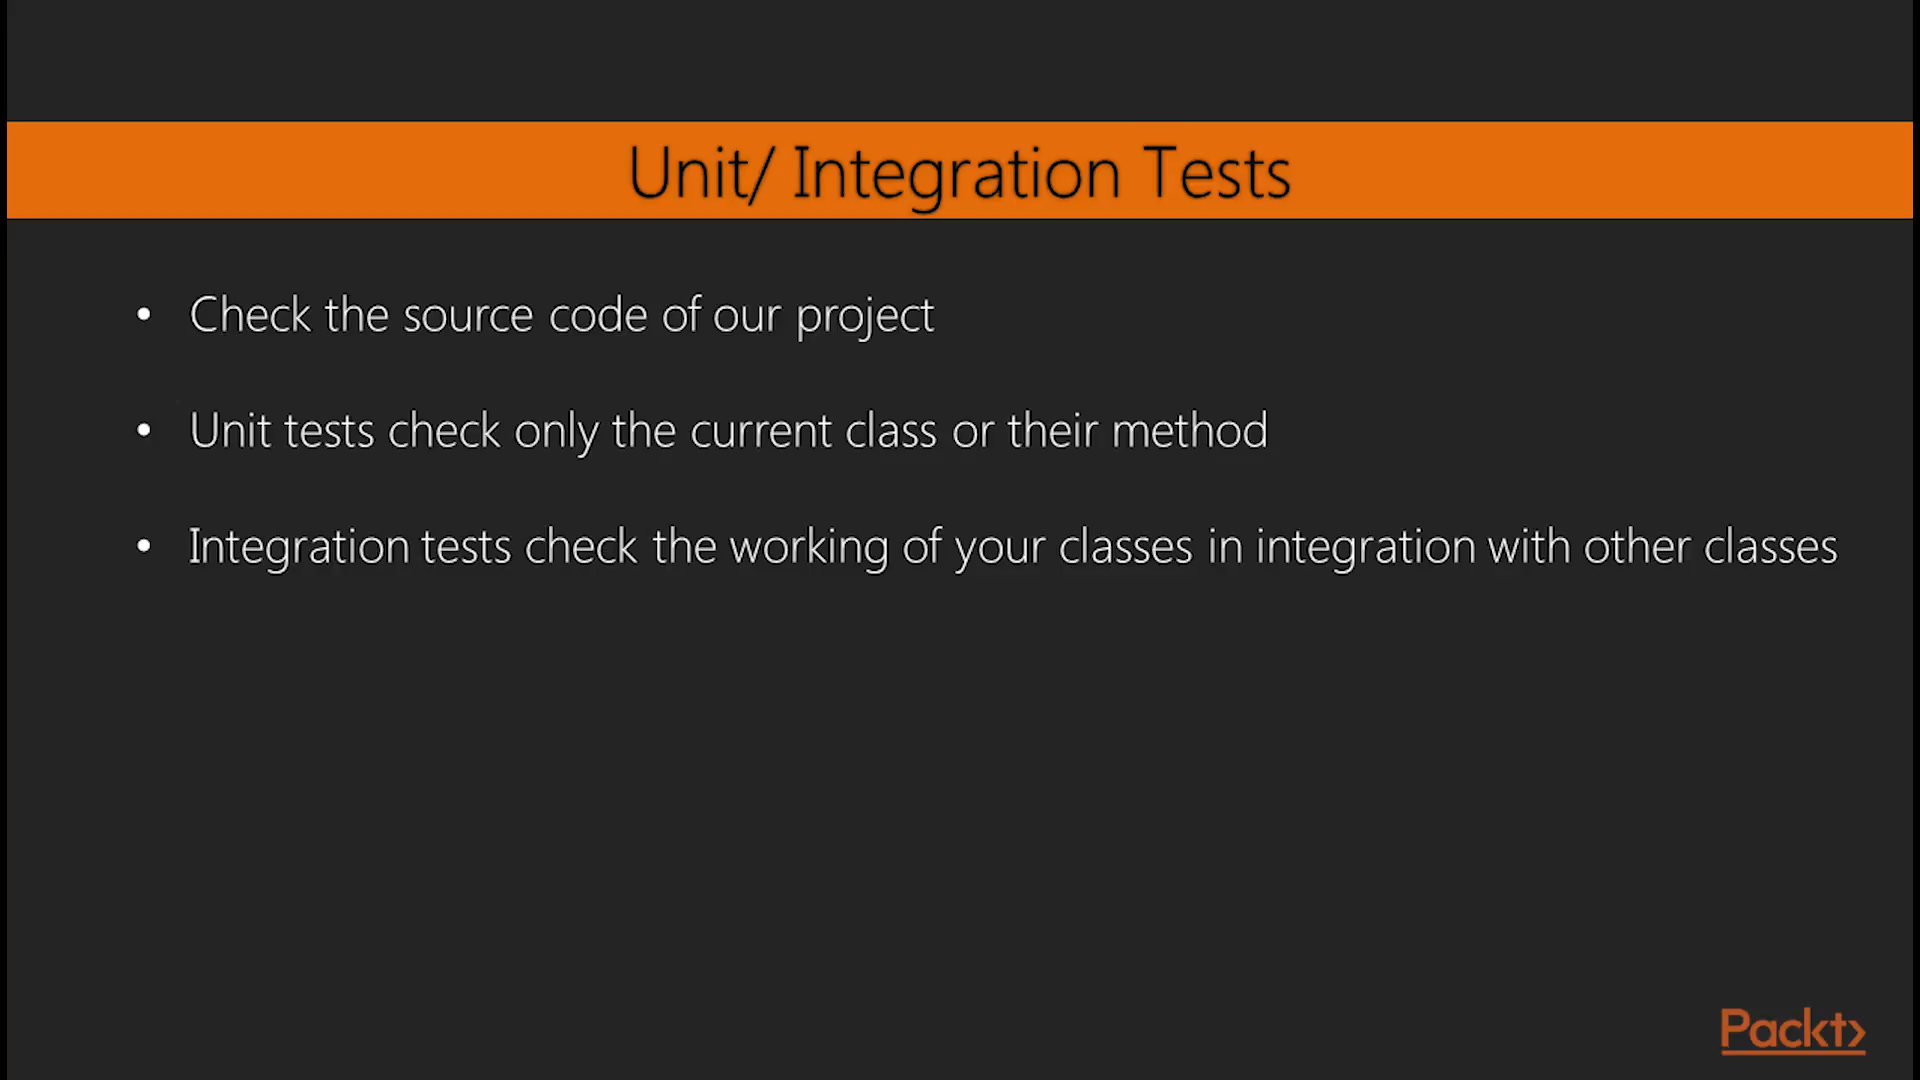 Unit/ Integration Tests
• Check the source code of our project
• Unit tests check only the current class or their method
• Integration tests check the working of your classes in integration with other classes
Packt>